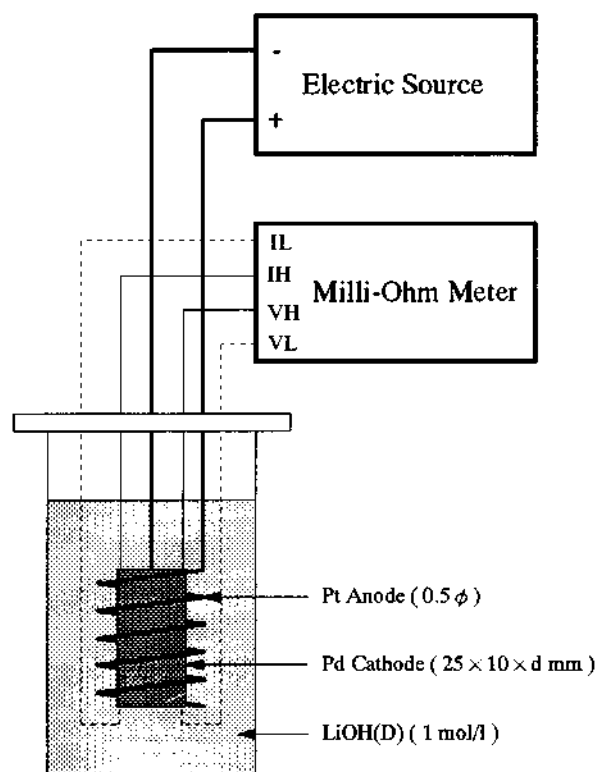 -
Electric Source
+
IL
IH
Milli-Ohm Meter
VH
VL
Pt Anode ( 0.5 ϕ )
Pd Cathode ( 25 × 10 × d mm )
LiOH(D) ( 1 mol/l )